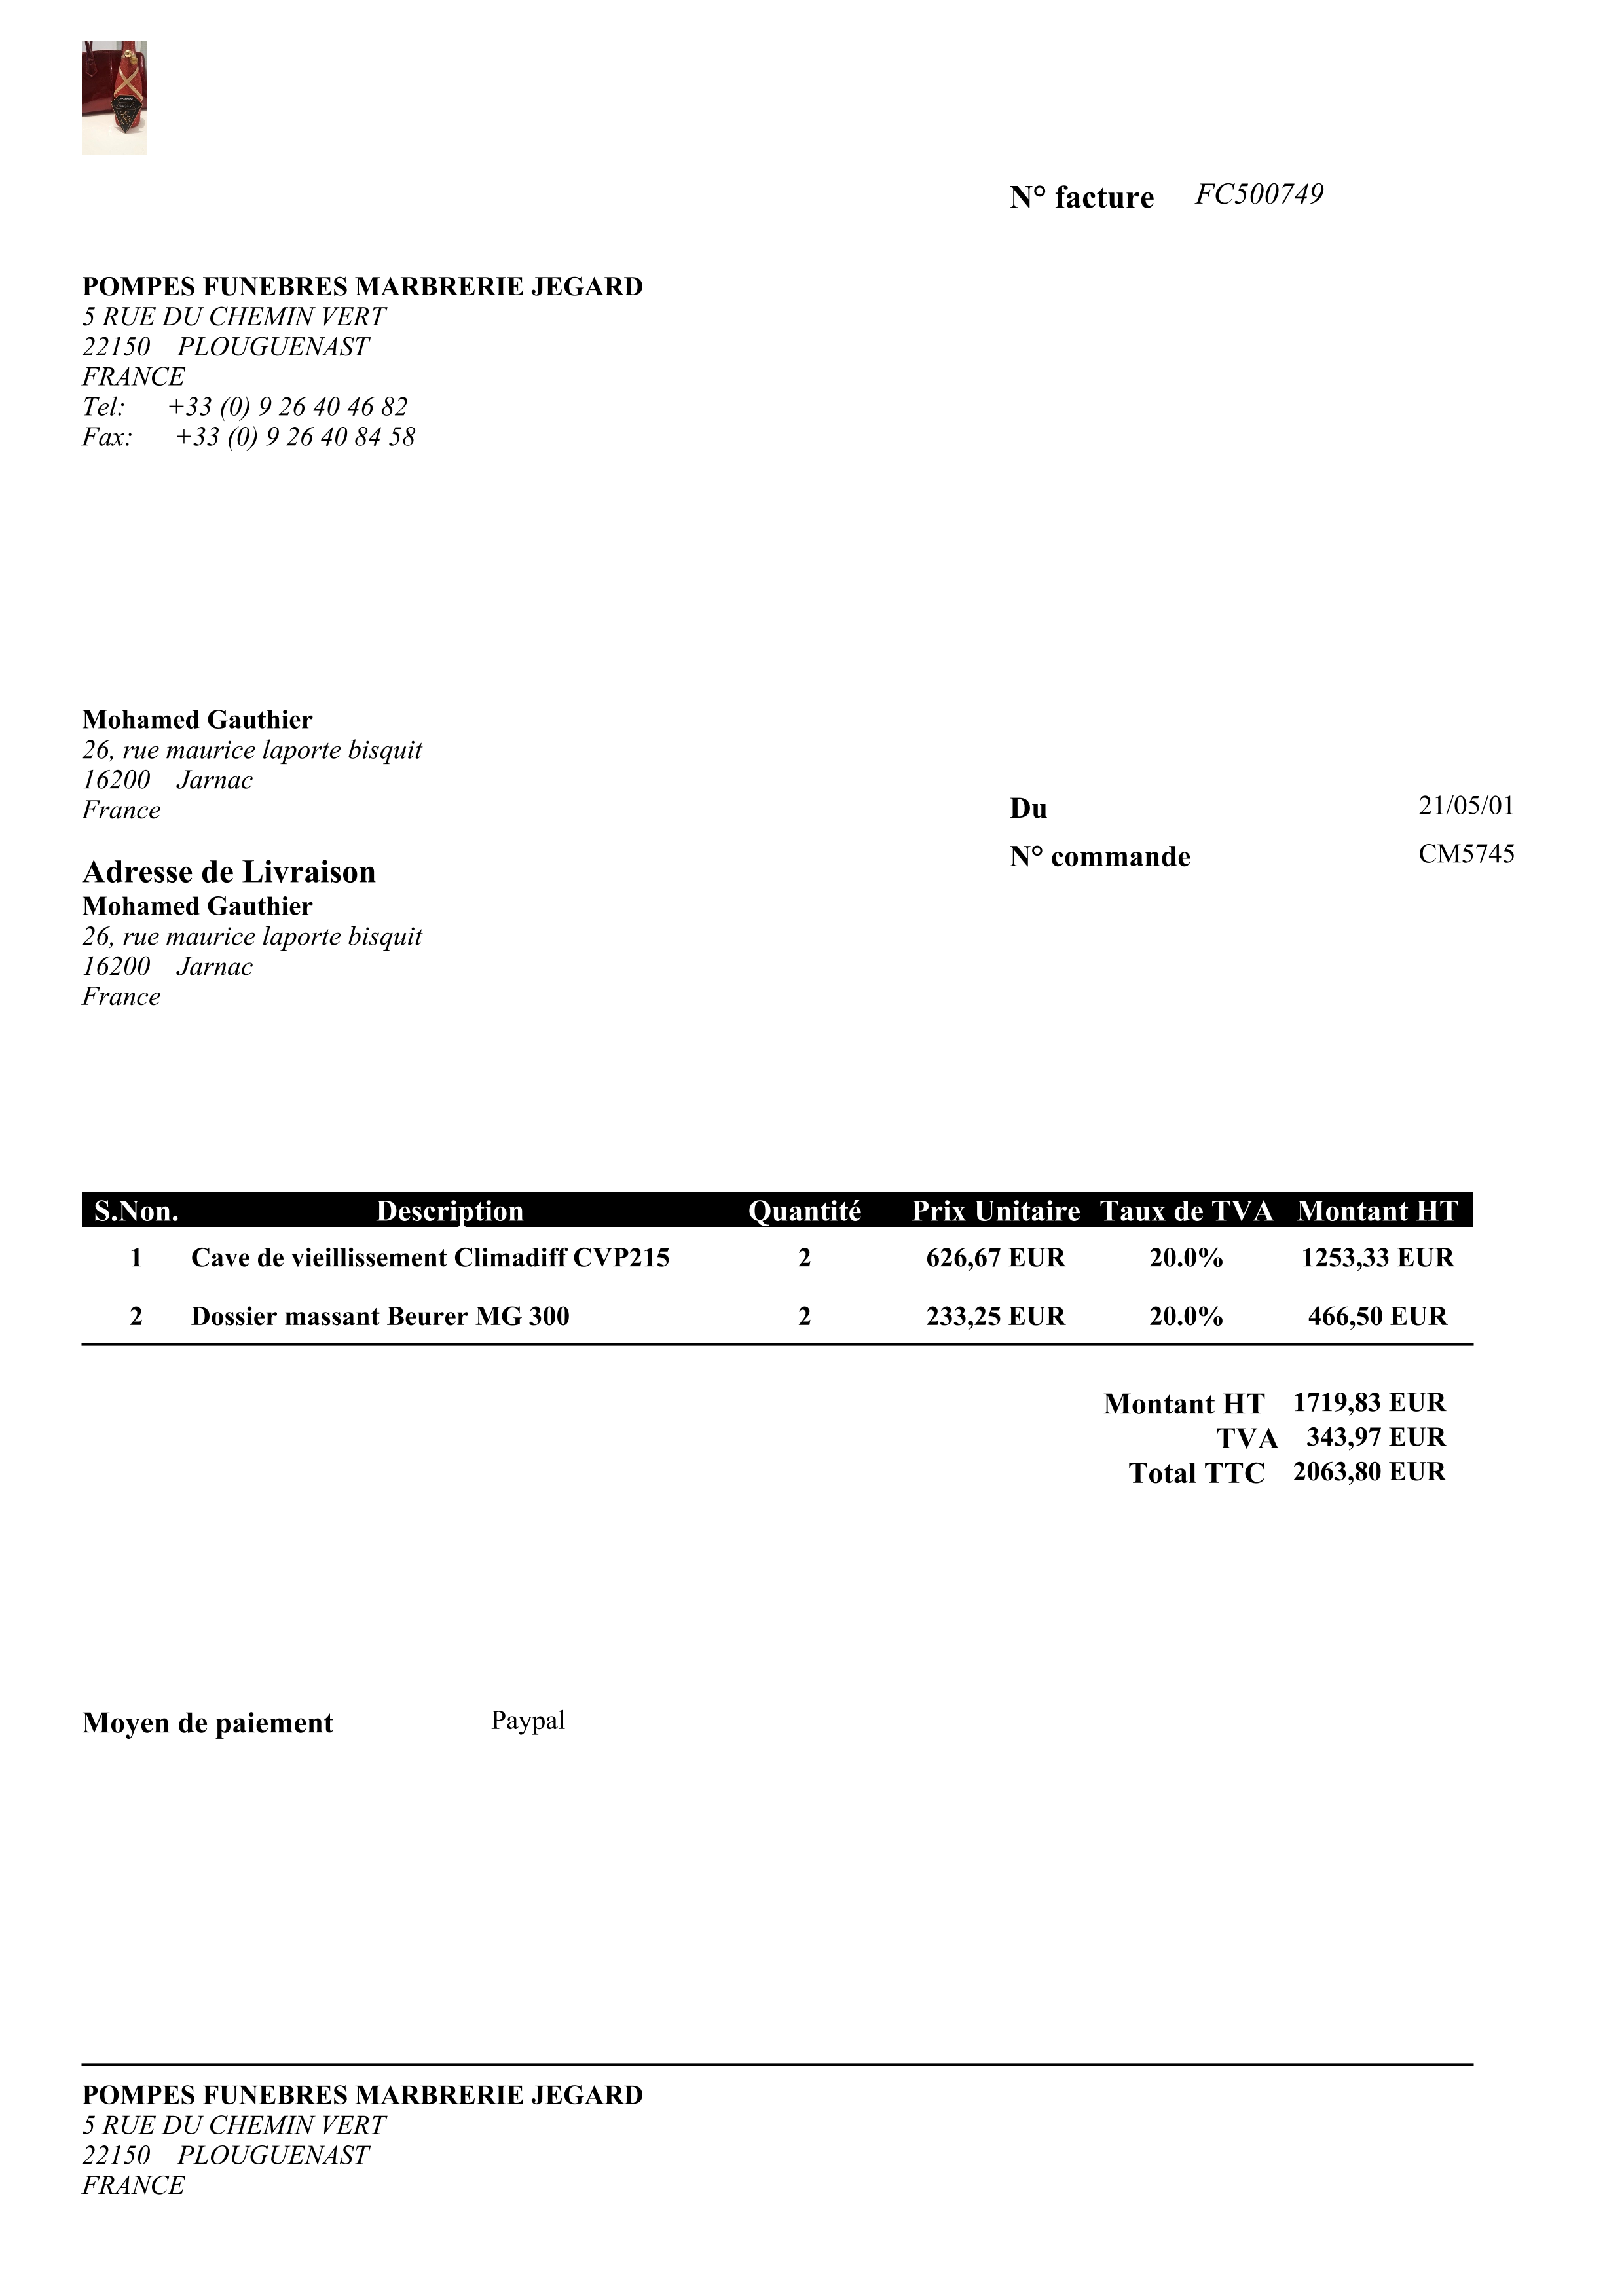 N° facture FC500749
POMPES FUNEBRES MARBRERIE JEGARD
5 RUE DU CHEMIN VERT
22150 PLOUGUENAST
FRANCE
Tel: +33 (0) 9 26 40 46 82
Fax: +33 (0) 9 26 40 84 58
Mohamed Gauthier
26, rue maurice laporte bisquit
16200 Jarnac
France
Du 21/05/01
N° commande CM5745
Adresse de Livraison
Mohamed Gauthier
26, rue maurice laporte bisquit
16200 Jarnac
France
S.Non. Description Quantité Prix Unitaire Taux de TVA Montant HT
1 Cave de vieillissement Climadiff CVP215 2 626,67 EUR 20.0% 1253,33 EUR
2 Dossier massant Beurer MG 300 2 233,25 EUR 20.0% 466,50 EUR
Montant HT 1719,83 EUR
TVA 343,97 EUR
Total TTC 2063,80 EUR
Moyen de paiement Paypal
POMPES FUNEBRES MARBRERIE JEGARD
5 RUE DU CHEMIN VERT
22150 PLOUGUENAST
FRANCE